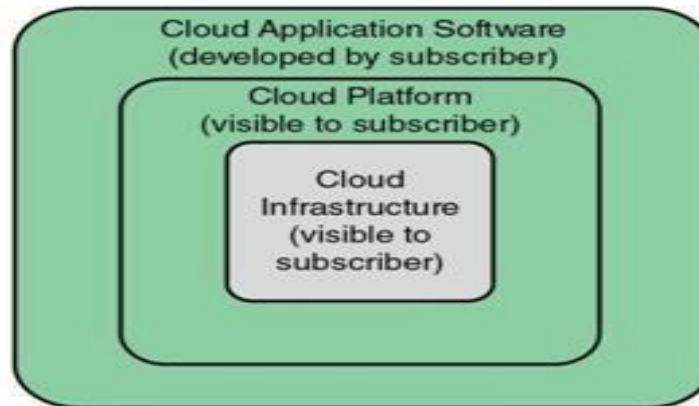 Cloud Application Software
(developed by subscriber)
Cloud Platform
(visible to subscriber)
Cloud
Infrastructure
(visible to
subscriber)